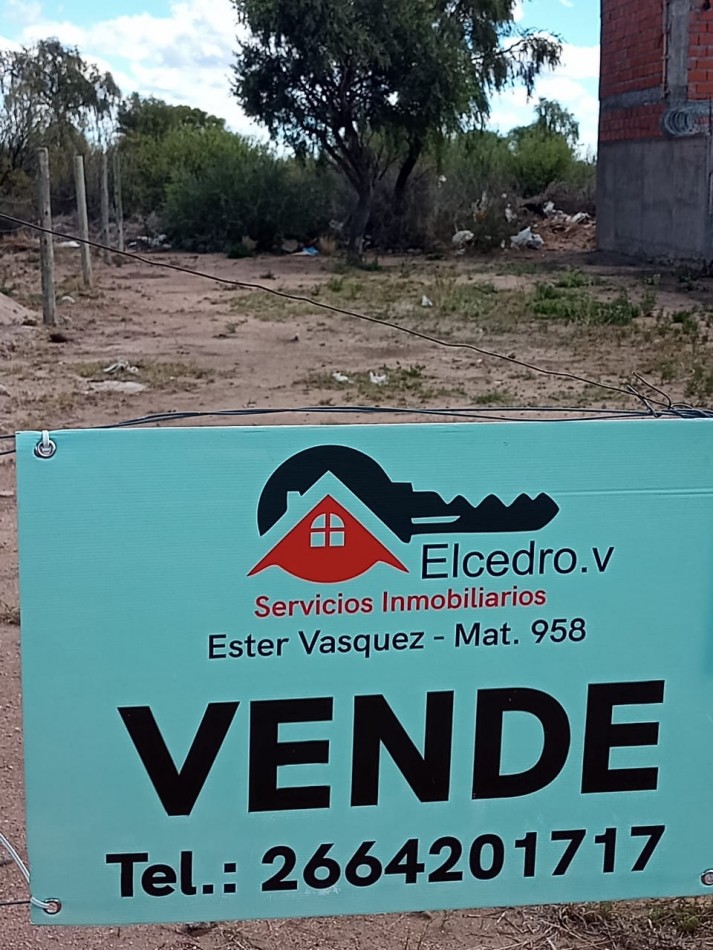 Elcedro.v
Servicios Inmobiliarios
Ester Vasquez - Mat. 958
VENDE
Tel.: 2664201717